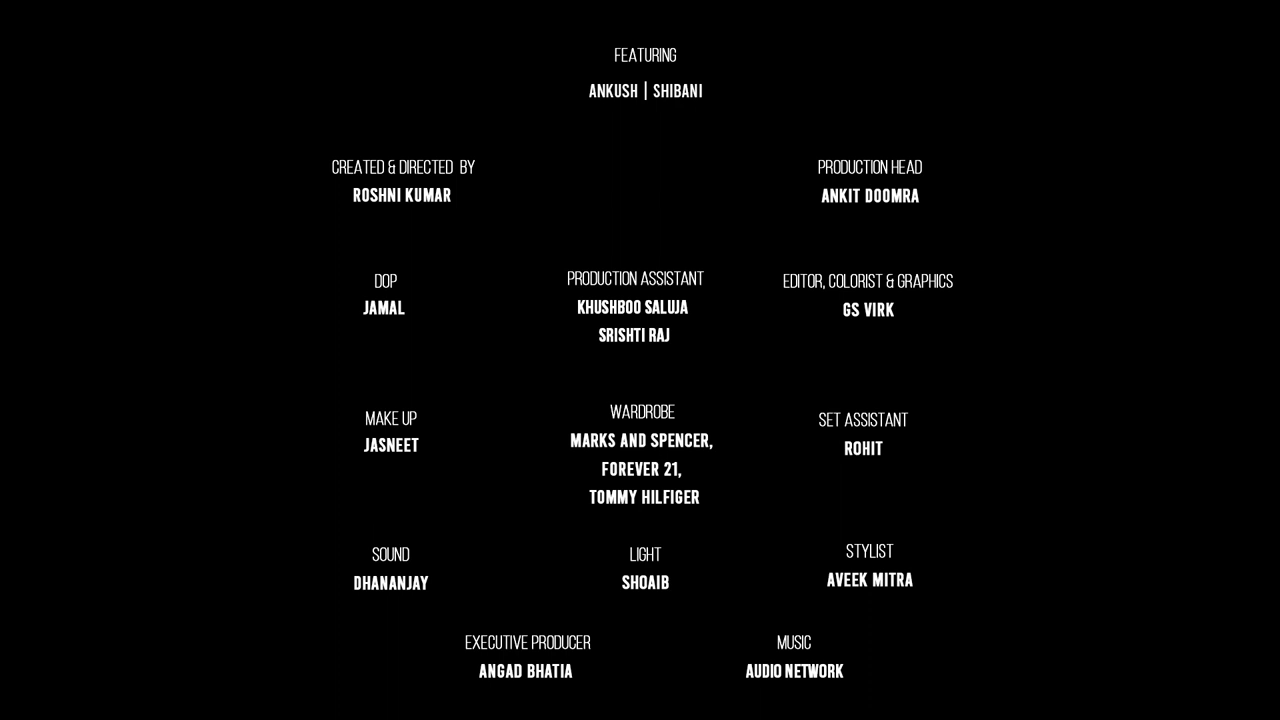 FEATURING
ANKUSH | SHIBANI
CREATED & DIRECTED BY
ROSHNI KUMAR
PRODUCTION HEAD
ANKIT DOOMRA
DOP
JAMAL
PRODUCTION ASSISTANT
KHUSHBOO SALUJA
SRISHTI RAJ
EDITOR, COLORIST & GRAPHICS
GS VIRK
MAKE UP
JASNEET
WARDROBE
MARKS AND SPENCER,
FOREVER 21,
TOMMY HILFIGER
SET ASSISTANT
ROHIT
SOUND
DHANANJAY
LIGHT
SHOAIB
STYLIST
AVEEK MITRA
EXECUTIVE PRODUCER
ANGAD BHATIA
MUSIC
AUDIO NETWORK